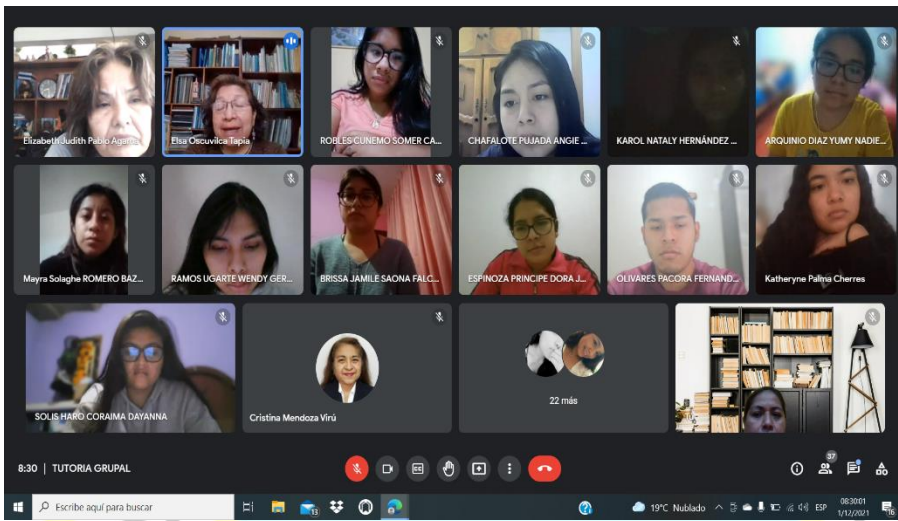 Elizabeth Judith Pablo Agama
Elsa Oscuvilca Tapia
ROBLES CUNEMO SOMER CA...
CHAFALOTE PUJADA ANGIE ...
KAROL NATALY HERNÁNDEZ ...
ARQUINIO DIAZ YUMY NADIE...
Mayra Solaghe ROMERO BAZ...
RAMOS UGARTE WENDY GER...
BRISSA JAMILE SAONA FALC...
ESPINOZA PRINCIPE DORA J...
OLIVARES PACORA FERNAND...
Katheryne Palma Cherres
SOLIS HARO CORAIMA DAYANNA
Cristina Mendoza Virú
22 más
8:30 | TUTORIA GRUPAL
37
Escribe aquí para buscar
13
19°C Nublado
ESP
08:30:01
1/12/2021
16